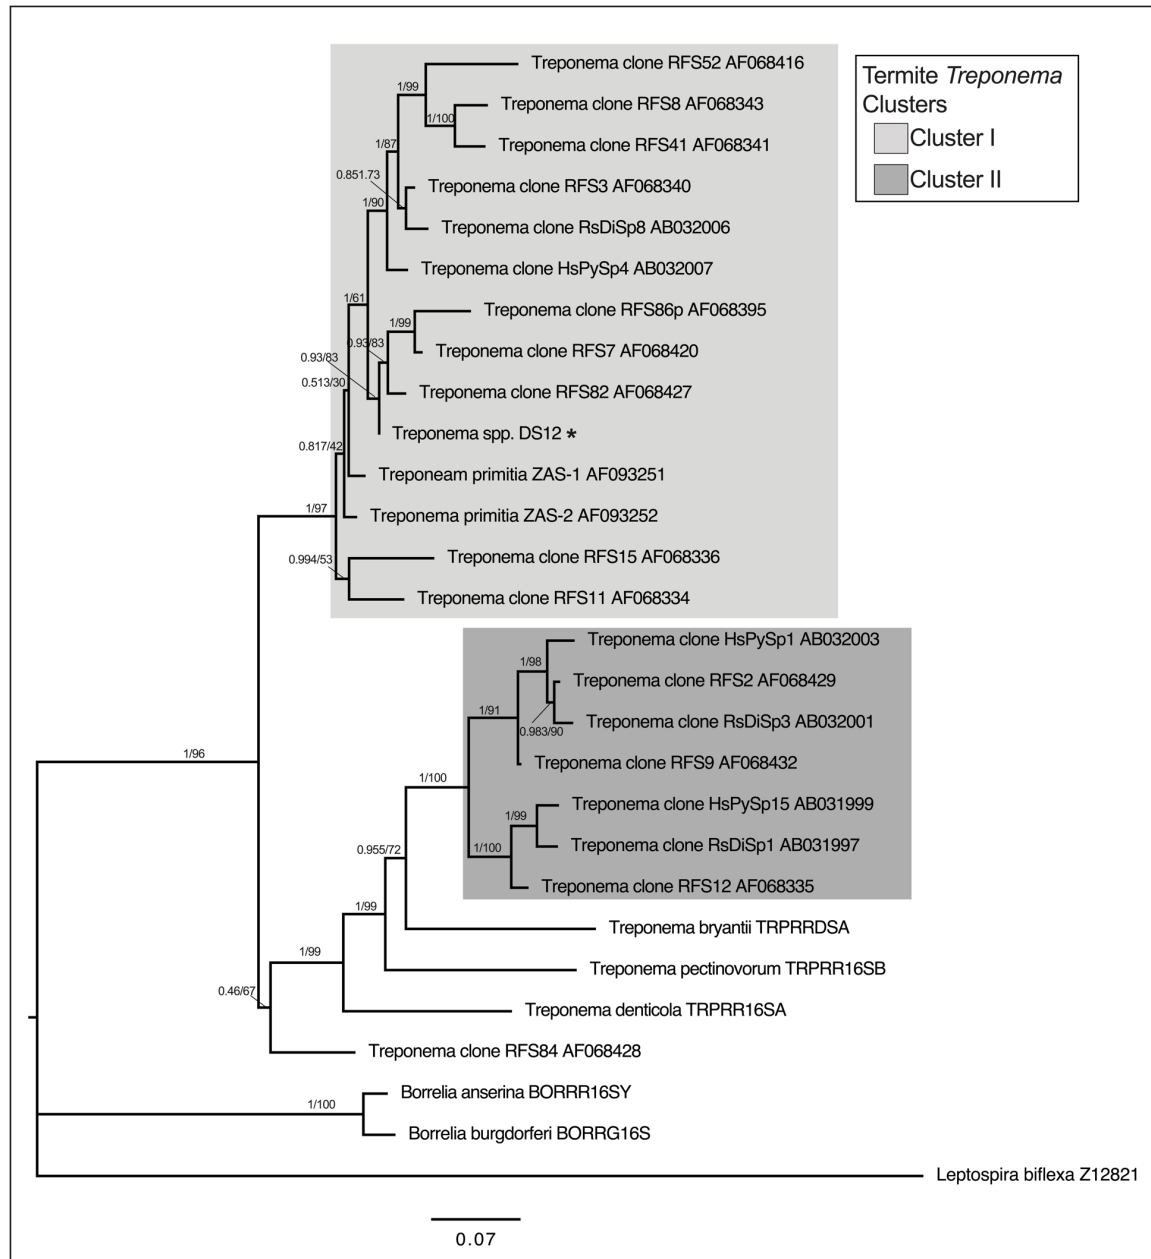 Termite Treponema
Clusters
Cluster I
Cluster II
Treponema clone RFS52 AF068416
1/99
Treponema clone RFS8 AF068343
1/100
Treponema clone RFS41 AF068341
1/87
0.851.73
Treponema clone RFS3 AF068340
1/90
Treponema clone RsDiSp8 AB032006
Treponema clone HsPySp4 AB032007
1/61
Treponema clone RFS86p AF068395
1/99
0.93/83
Treponema clone RFS7 AF068420
0.93/83
0.513/30
Treponema clone RFS82 AF068427
Treponema spp. DS12 *
0.817/42
Treponeam primitia ZAS-1 AF093251
1/97
Treponema primitia ZAS-2 AF093252
0.994/53
Treponema clone RFS15 AF068336
Treponema clone RFS11 AF068334
Treponema clone HsPySp1 AB032003
1/98
Treponema clone RFS2 AF068429
1/91
Treponema clone RsDiSp3 AB032001
0.983/90
1/96
Treponema clone RFS9 AF068432
1/100
Treponema clone HsPySp15 AB031999
1/99
0.955/72
1/100
Treponema clone RsDiSp1 AB031997
Treponema clone RFS12 AF068335
1/99
Treponema bryantii TRPRRDSA
1/99
Treponema pectinovorum TRPRR16SB
0.46/67
Treponema denticola TRPRR16SA
Treponema clone RFS84 AF068428
Borrelia anserina BORRR16SY
1/100
Borrelia burgdorferi BORRG16S
Leptospira biflexa Z12821
0.07